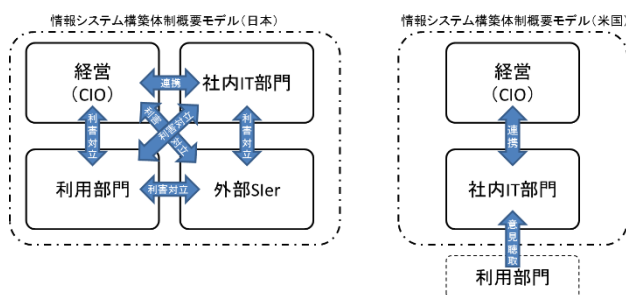 情報システム構築体制概要モデル（日本）
経営
（CIO）
連携
社内IT部門
利害対立
利害対立
利害対立
利害対立
利用部門
利害対立
外部SIer
情報システム構築体制概要モデル（米国）
経営
（CIO）
連携
社内IT部門
意見聴取
利用部門